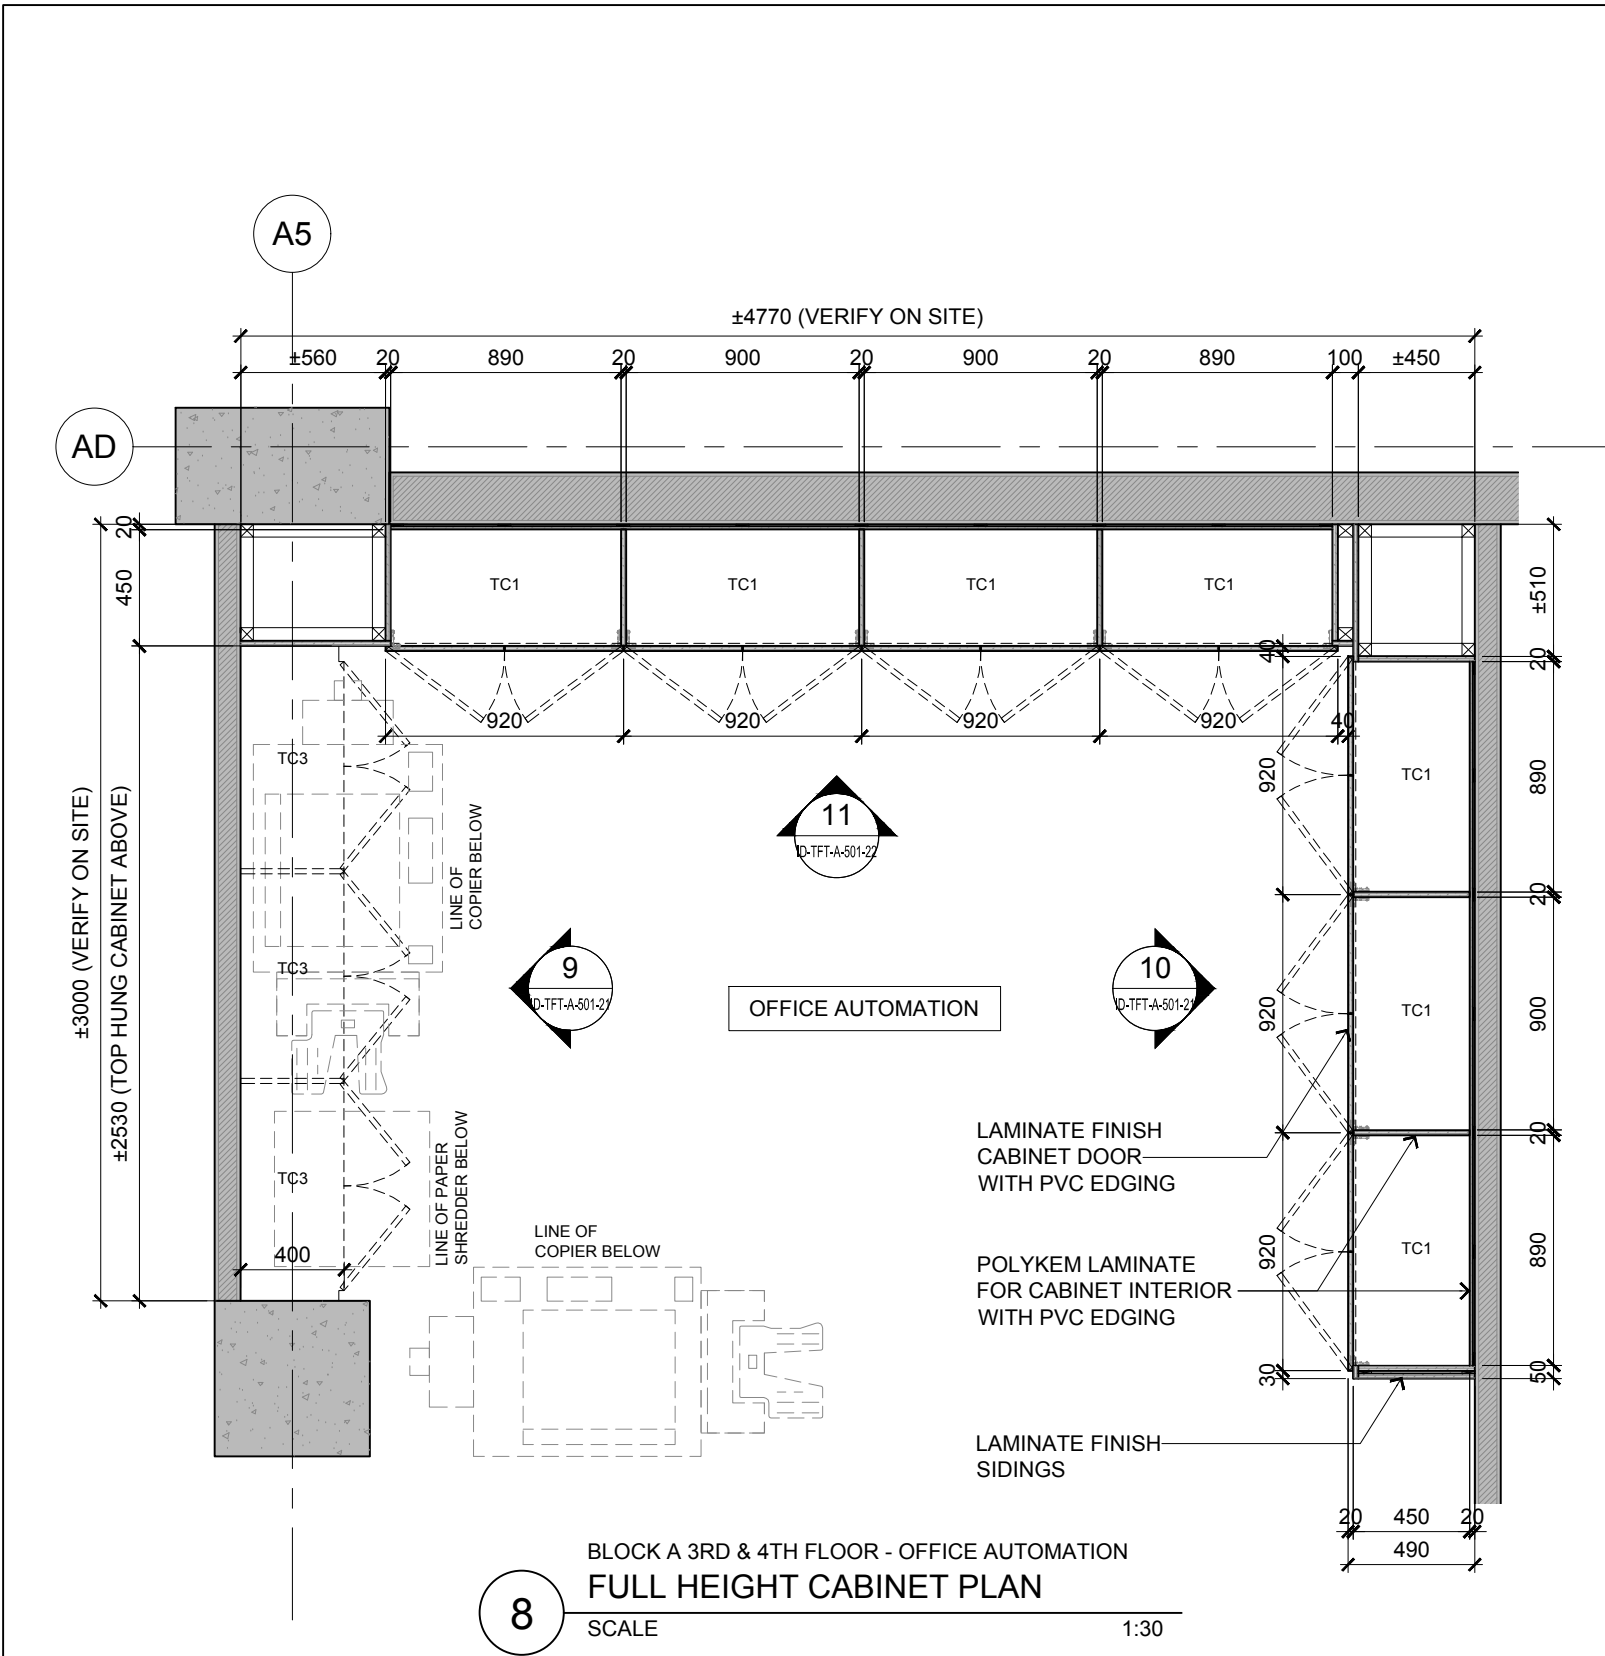 A5
±4770 (VERIFY ON SITE)
±560 20 890 20 900 20 900 20 890 100 ±450
AD
20
450
±3000 (VERIFY ON SITE)
±2530 (TOP HUNG CABINET ABOVE)
TC1 TC1 TC1 TC1
±510
20
890
20
900
20
890
50
40
920 920 920 920 40
TC3
TC3
TC3
LINE OF
COPIER BELOW
11
ID-TFT-A-501-22
9
ID-TFT-A-501-21
10
ID-TFT-A-501-21
OFFICE AUTOMATION
920
920
920
30
TC1
TC1
TC1
LINE OF PAPER
SHREDDER BELOW
400
LINE OF
COPIER BELOW
LAMINATE FINISH
CABINET DOOR
WITH PVC EDGING
POLYKEM LAMINATE
FOR CABINET INTERIOR
WITH PVC EDGING
LAMINATE FINISH
SIDINGS
20 450 20
490
8
BLOCK A 3RD & 4TH FLOOR - OFFICE AUTOMATION
FULL HEIGHT CABINET PLAN
SCALE 1:30